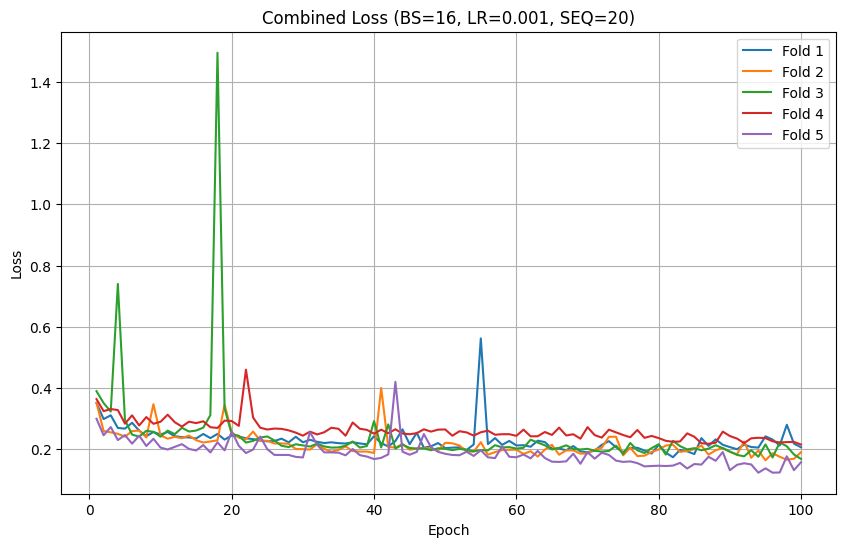 Combined Loss (BS=16, LR=0.001, SEQ=20)
Fold 1
Fold 2
Fold 3
Fold 4
Fold 5
1.4
1.2
1.0
0.8
0.6
0.4
0.2
Loss
0 20 40 60 80 100
Epoch